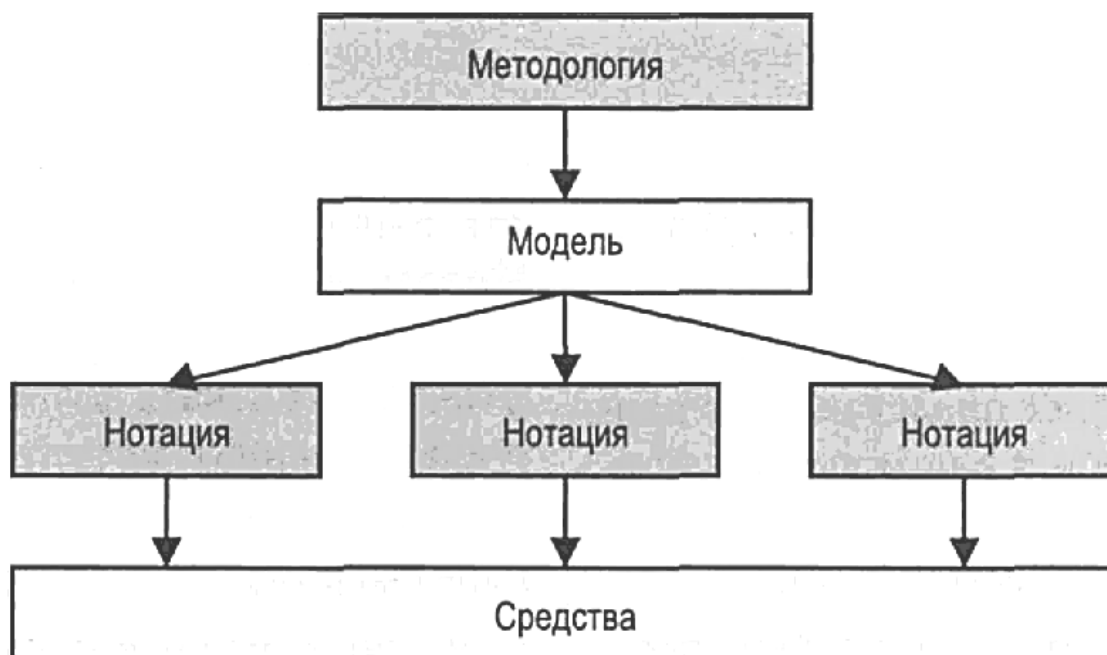 Методология
Модель
Нотация
Нотация
Нотация
Средства